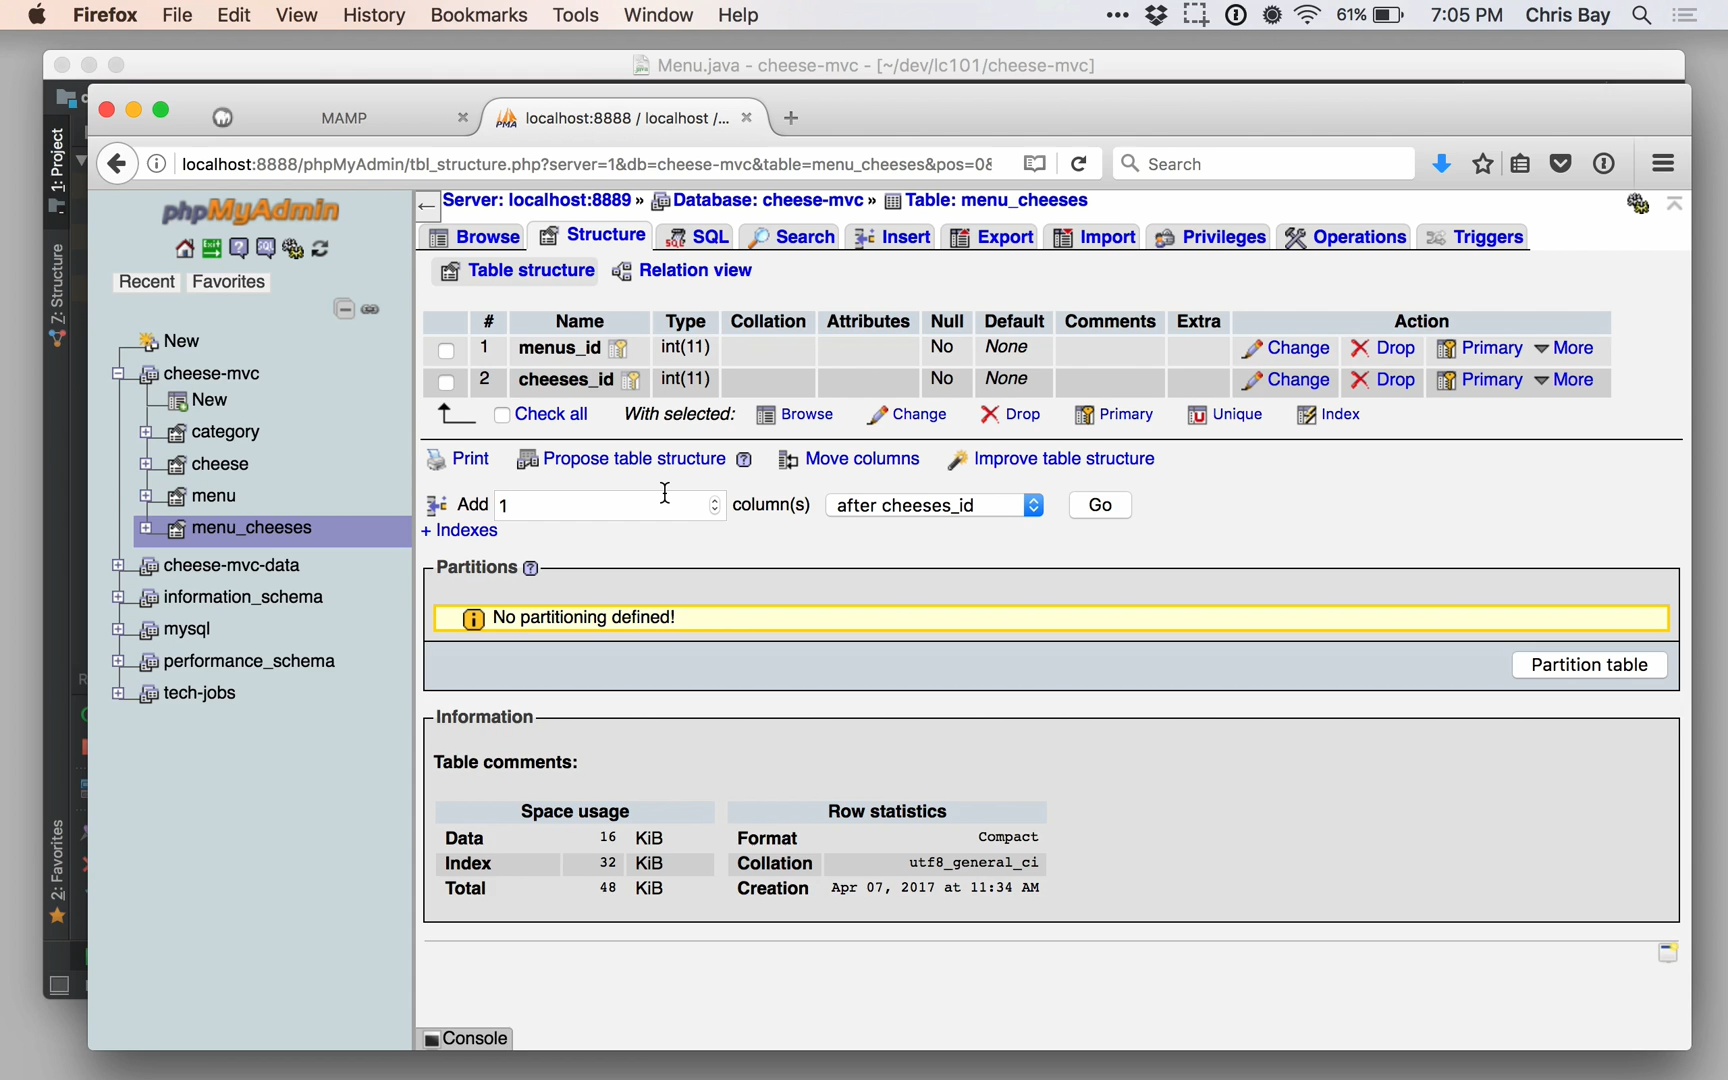 Firefox File Edit View History Bookmarks Tools Window Help 61% 7:05 PM Chris Bay
Menu.java - cheese-mvc - [~/dev/lc101/cheese-mvc]
MAMP localhost:8888 / localhost /...
localhost:8888/phpMyAdmin/tbl_structure.php?server=1&db=cheese-mvc&table=menu_cheeses&pos=0& Search
1: Project
Z: Structure
2: Favorites
phpMyAdmin
Recent Favorites
New
cheese-mvc
New
category
cheese
menu
menu_cheeses
cheese-mvc-data
information_schema
mysql
performance_schema
tech-jobs
Server: localhost:8889 » Database: cheese-mvc » Table: menu_cheeses
Browse Structure SQL Search Insert Export Import Privileges Operations Triggers
Table structure Relation view
# Name Type Collation Attributes Null Default Comments Extra Action
1 menus_id int(11) No None Change Drop Primary More
2 cheeses_id int(11) No None Change Drop Primary More
Check all With selected: Browse Change Drop Primary Unique Index
Print Propose table structure Move columns Improve table structure
Add 1 column(s) after cheeses_id Go
+ Indexes
Partitions
No partitioning defined!
Partition table
Information
Table comments:
Space usage Row statistics
Data 16 KiB Format Compact
Index 32 KiB Collation utf8_general_ci
Total 48 KiB Creation Apr 07, 2017 at 11:34 AM
Console